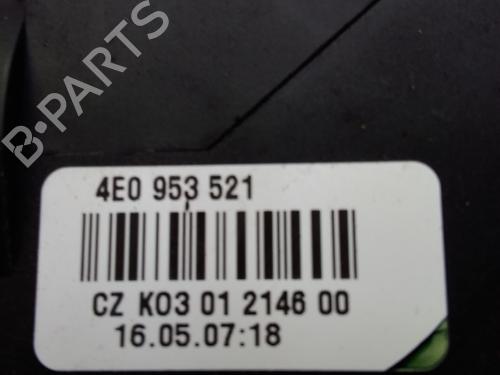 B·PARTS
4E0 953 521
CZ K03 01 2146 00
16.05.07:18